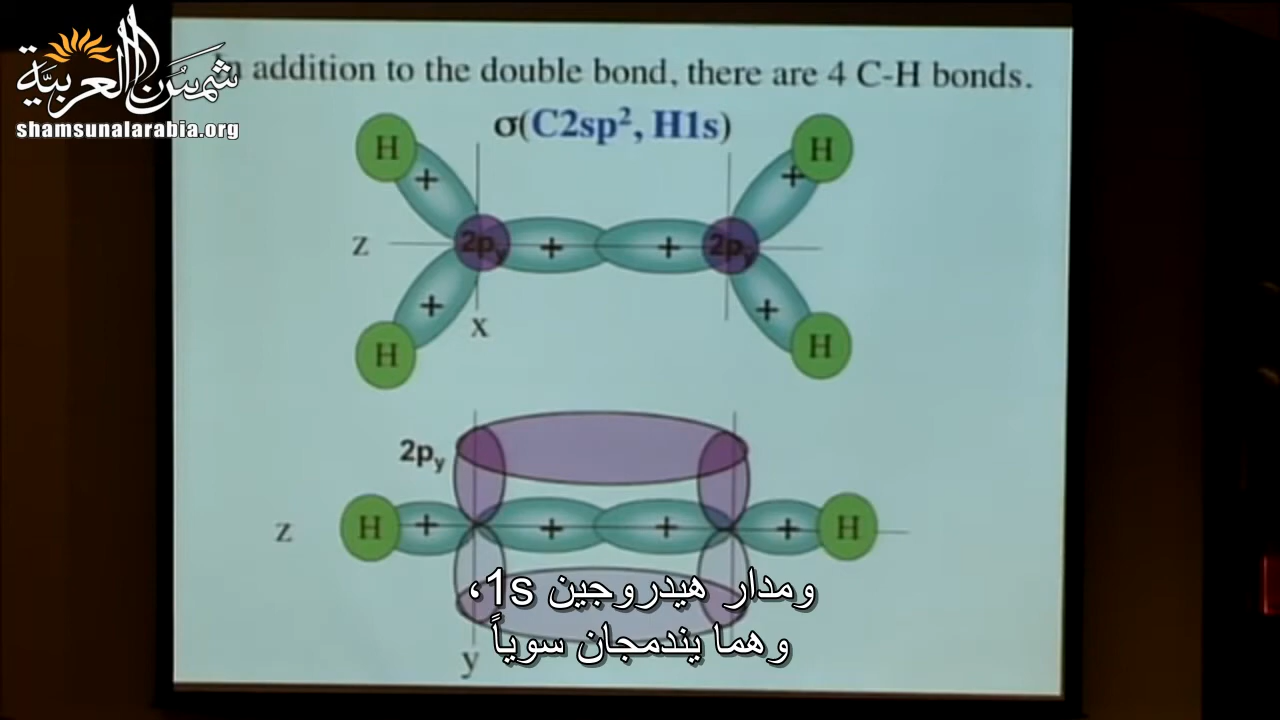 شمس العربية
shamsunalarabia.org
In addition to the double bond, there are 4 C-H bonds.
σ(C2sp², H1s)
H
H
+
+
z
2py
+
+
2py
+
+
x
H
H
2py
z
H
+
+
+
+
H
ومدار هيدروجين 1s،
وهما يندمجان سوياً
y